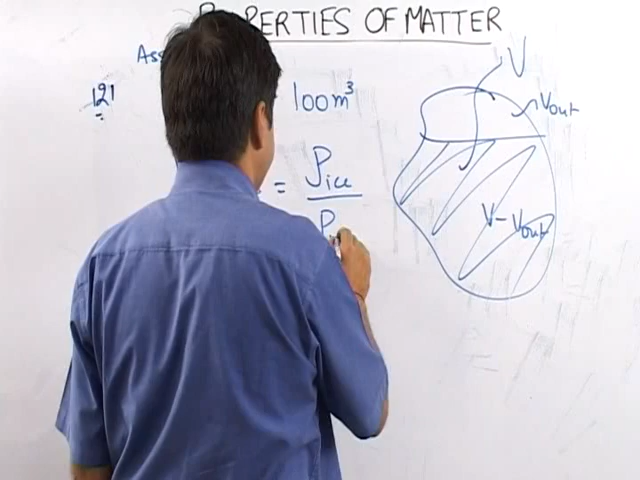 PROPERTIES OF MATTER
Ass
121
100m³
V
Vout
= ρice
ρ
V-Vout